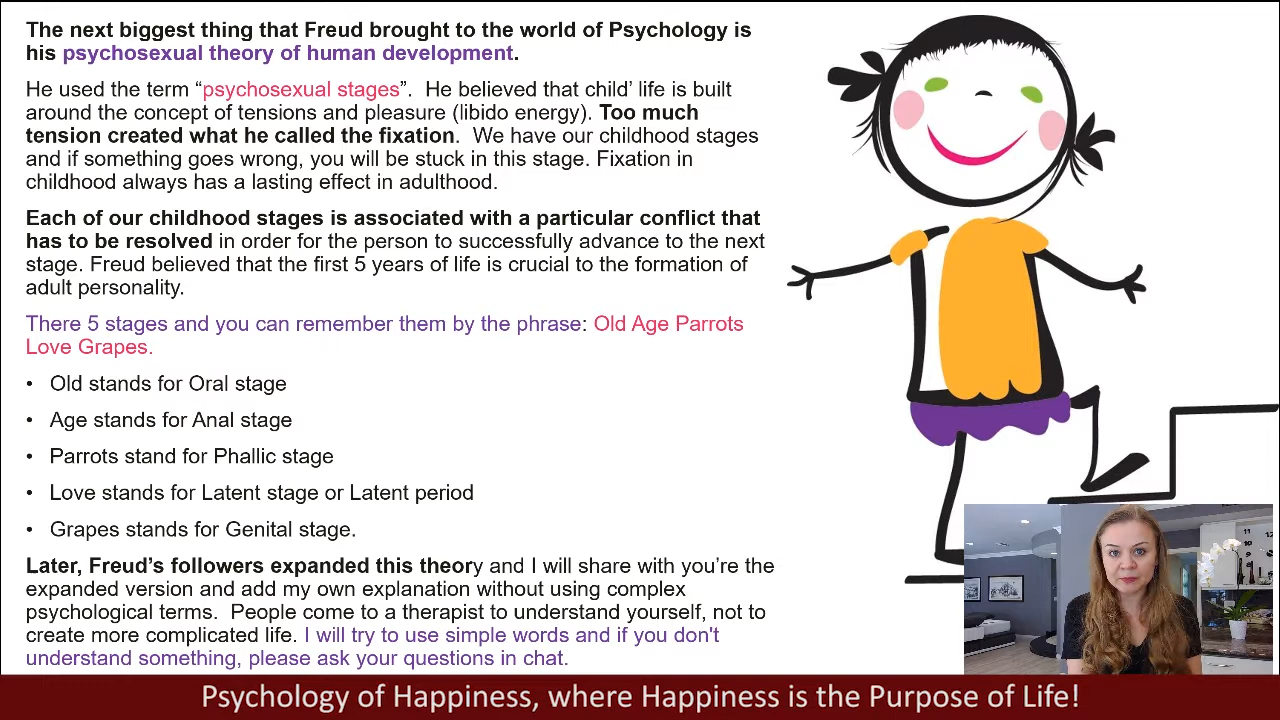 The next biggest thing that Freud brought to the world of Psychology is
his psychosexual theory of human development.
He used the term “psychosexual stages”.  He believed that child’ life is built
around the concept of tensions and pleasure (libido energy). Too much
tension created what he called the fixation.  We have our childhood stages
and if something goes wrong, you will be stuck in this stage. Fixation in
childhood always has a lasting effect in adulthood.
Each of our childhood stages is associated with a particular conflict that
has to be resolved in order for the person to successfully advance to the next
stage. Freud believed that the first 5 years of life is crucial to the formation of
adult personality.
There 5 stages and you can remember them by the phrase: Old Age Parrots
Love Grapes.
• Old stands for Oral stage
• Age stands for Anal stage
• Parrots stand for Phallic stage
• Love stands for Latent stage or Latent period
• Grapes stands for Genital stage.
Later, Freud’s followers expanded this theory and I will share with you’re the
expanded version and add my own explanation without using complex
psychological terms.  People come to a therapist to understand yourself, not to
create more complicated life. I will try to use simple words and if you don't
understand something, please ask your questions in chat.
Psychology of Happiness, where Happiness is the Purpose of Life!